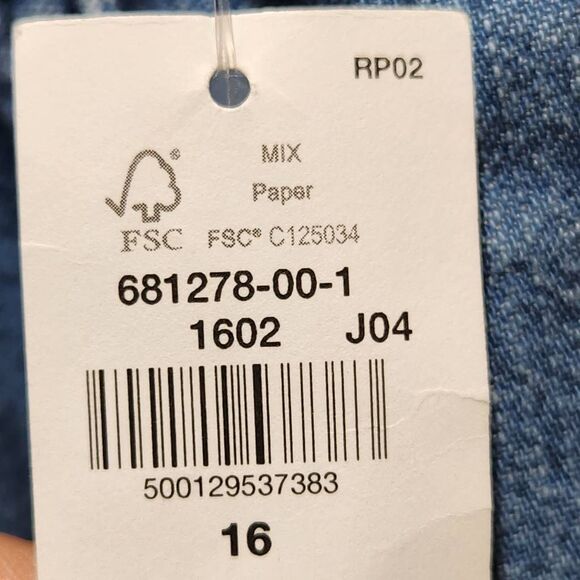 RP02
MIX
Paper
FSC® FSC® C125034
681278-00-1
1602 J04
500129537383
16